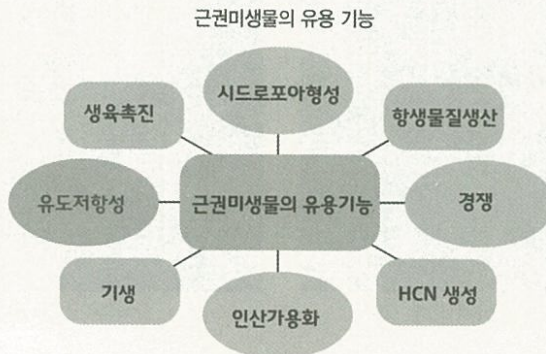 근권미생물의 유용 기능
시드로포아형성
생육촉진
항생물질생산
유도저항성
근권미생물의 유용기능
경쟁
기생
HCN 생성
인산가용화